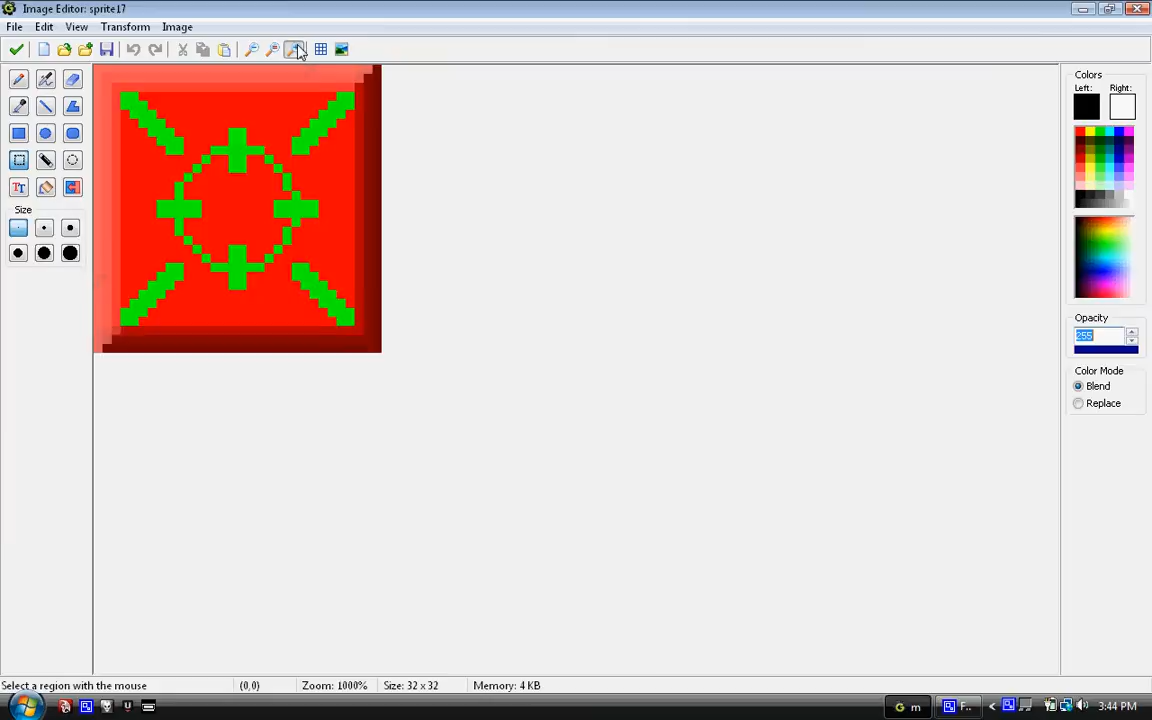 Image Editor: sprite17
File Edit View Transform Image
Colors
Left: Right:
TT
Size
Opacity
255
Color Mode
Blend
Replace
Select a region with the mouse (0,0) Zoom: 1000% Size: 32 x 32 Memory: 4 KB
m F.. 3:44 PM